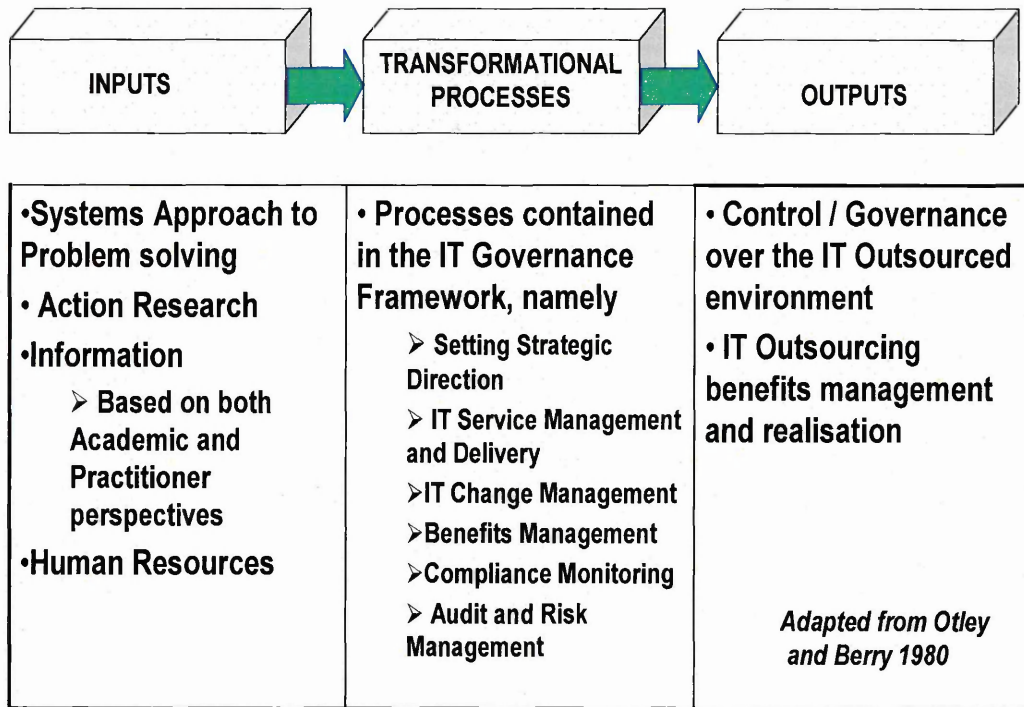 INPUTS
TRANSFORMATIONAL
PROCESSES
OUTPUTS
•Systems Approach to
Problem solving
• Action Research
•Information
➢ Based on both
Academic and
Practitioner
perspectives
•Human Resources
• Processes contained
in the IT Governance
Framework, namely
➢ Setting Strategic
Direction
➢ IT Service Management
and Delivery
➢IT Change Management
➢Benefits Management
➢Compliance Monitoring
➢ Audit and Risk
Management
• Control / Governance
over the IT Outsourced
environment
• IT Outsourcing
benefits management
and realisation
Adapted from Otley
and Berry 1980